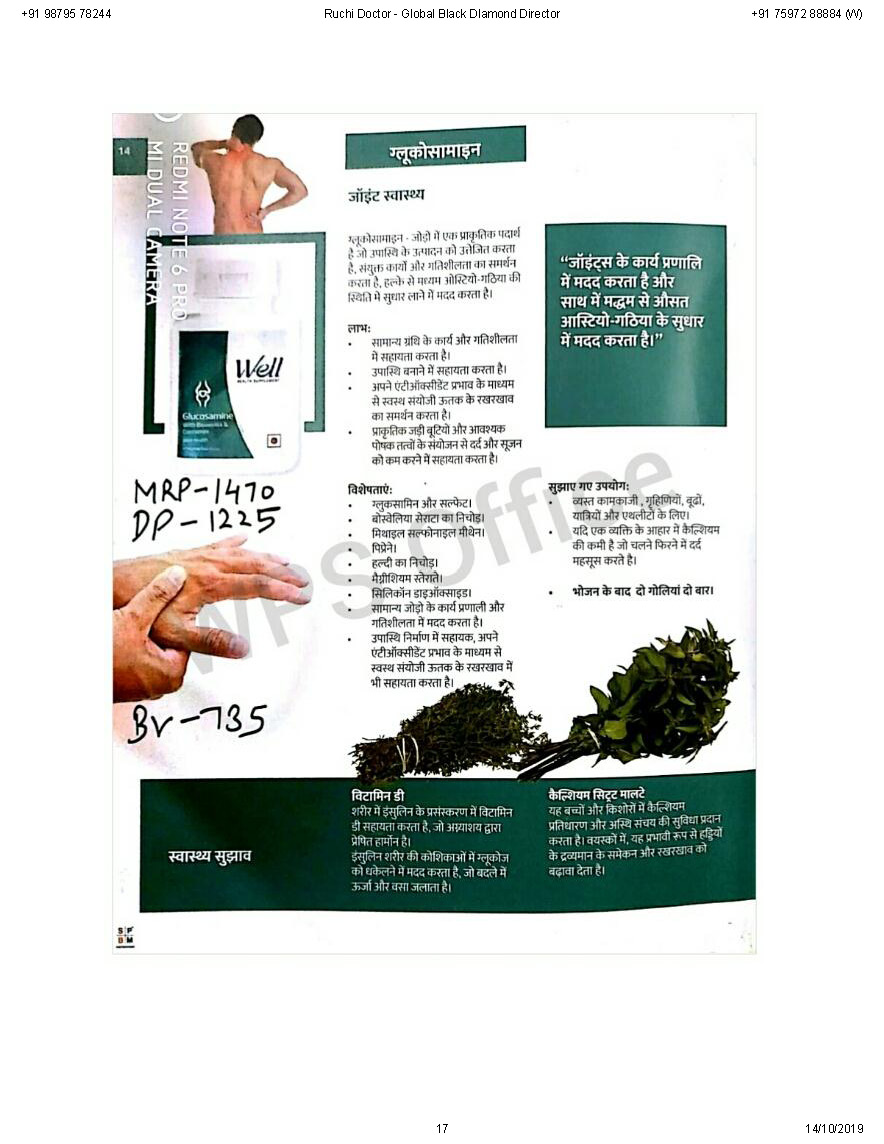 +91 98795 78244
Ruchi Doctor - Global Black DIamond Director
+91 75972 88884 (W)
14
REDMI NOTE 6 PRO
MI DUAL CAMERA
ग्लूकोसामाइन
जॉइंट स्वास्थ्य
ग्लूकोसामाइन - जोड़ो में एक प्राकृतिक पदार्थ
है जो उपास्थि के उत्पादन को उत्तेजित करता
है, संयुक्त कार्यो और गतिशीलता का समर्थन
करता है, हल्के से मध्यम ओस्टियो-गठिया की
स्थिति मे सुधार लाने में मदद करता है।
“जॉइंट्स के कार्य प्रणालि
में मदद करता है और
साथ में मद्धम से औसत
आस्टियो-गठिया के सुधार
में मदद करता है।”
Well
HEALTH SUPPLEMENT
Glucosamine
लाभ:
• सामान्य ग्रंथि के कार्य और गतिशीलता
में सहायता करता है।
• उपास्थि बनाने में सहायता करता है।
• अपने एंटीऑक्सीडेंट प्रभाव के माध्यम
से स्वस्थ संयोजी ऊतक के रखरखाव
का समर्थन करता है।
• प्राकृतिक जड़ी बूटियों और आवश्यक
पोषक तत्वों के संयोजन से दर्द और सूजन
को कम करने में सहायता करता है।
MRP-1470
DP-1225
BV-735
विशेषताएं:
• ग्लुकसामिन और सल्फेट।
• बोस्वेलिया सेराटा का निचोड़।
• मिथाइल सल्फोनाइल मीथेन।
• पिप्रेने।
• हल्दी का निचोड़।
• मैग्नीशियम स्तेराते।
• सिलिकॉन डाइऑक्साइड।
• सामान्य जोड़ो के कार्य प्रणाली और
गतिशीलता में मदद करता है।
• उपास्थि निर्माण में सहायक, अपने
एंटीऑक्सीडेंट प्रभाव के माध्यम से
स्वस्थ संयोजी ऊतक के रखरखाव में
भी सहायता करता है।
सुझाए गए उपयोग:
• व्यस्त कामकाजी , गृहिणियों, बूढ़ों,
यात्रियों और एथलीटों के लिए।
• यदि एक व्यक्ति के आहार में कैल्शियम
की कमी है जो चलने फिरने में दर्द
महसूस करते है।
• भोजन के बाद दो गोलियां दो बार।
WPS Office
स्वास्थ्य सुझाव
विटामिन डी
शरीर में इंसुलिन के प्रसंस्करण में विटामिन
डी सहायता करता है, जो अग्न्याशय द्वारा
प्रेषित हार्मोन है।
इंसुलिन शरीर की कोशिकाओं में ग्लूकोज
को धकेलने में मदद करता है, जो बदले में
ऊर्जा और वसा जलाता है।
कैल्शियम सिट्रट मालटे
यह बच्चों और किशोरों में कैल्शियम
प्रतिधारण और अस्थि संचय की सुविधा प्रदान
करता है। वयस्कों में, यह प्रभावी रूप से हड्डियों
के द्रव्यमान के समेकन और रखरखाव को
बढ़ावा देता है।
S P
B M
17
14/10/2019